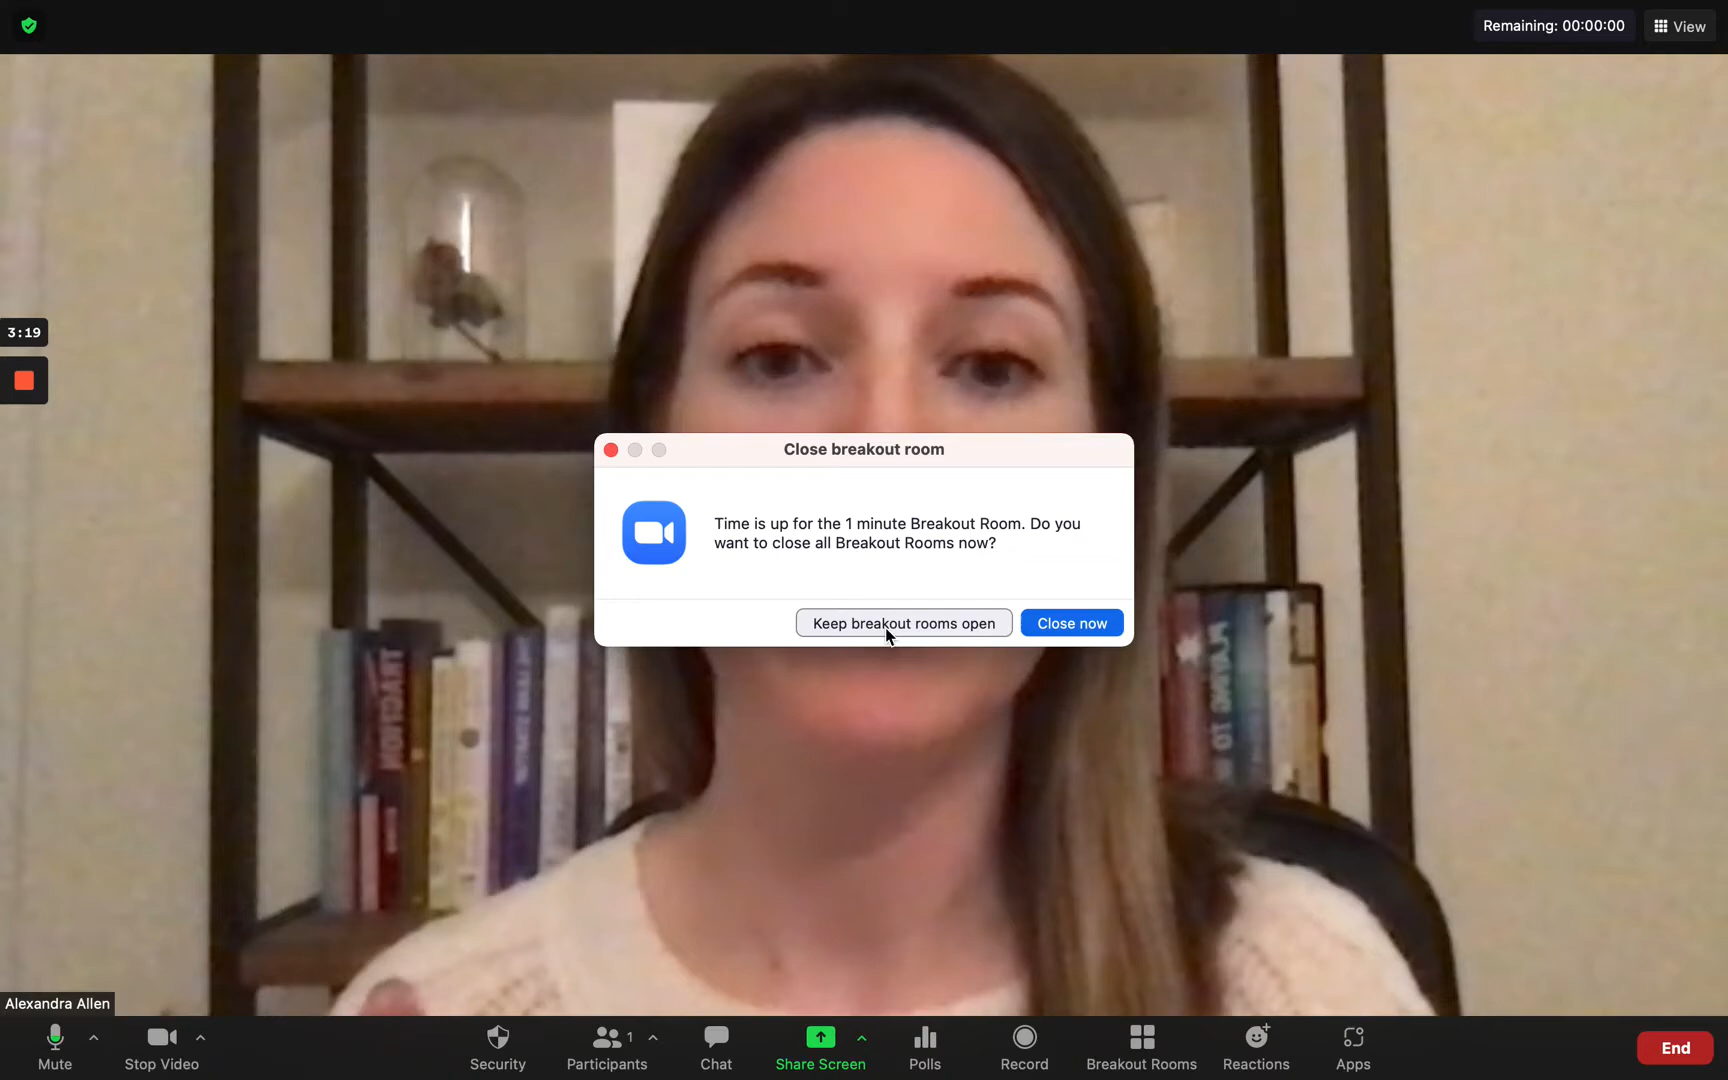 Remaining: 00:00:00
View
3:19
Close breakout room
Time is up for the 1 minute Breakout Room. Do you
want to close all Breakout Rooms now?
Keep breakout rooms open
Close now
Alexandra Allen
Mute
Stop Video
Security
Participants
1
Chat
Share Screen
Polls
Record
Breakout Rooms
Reactions
Apps
End